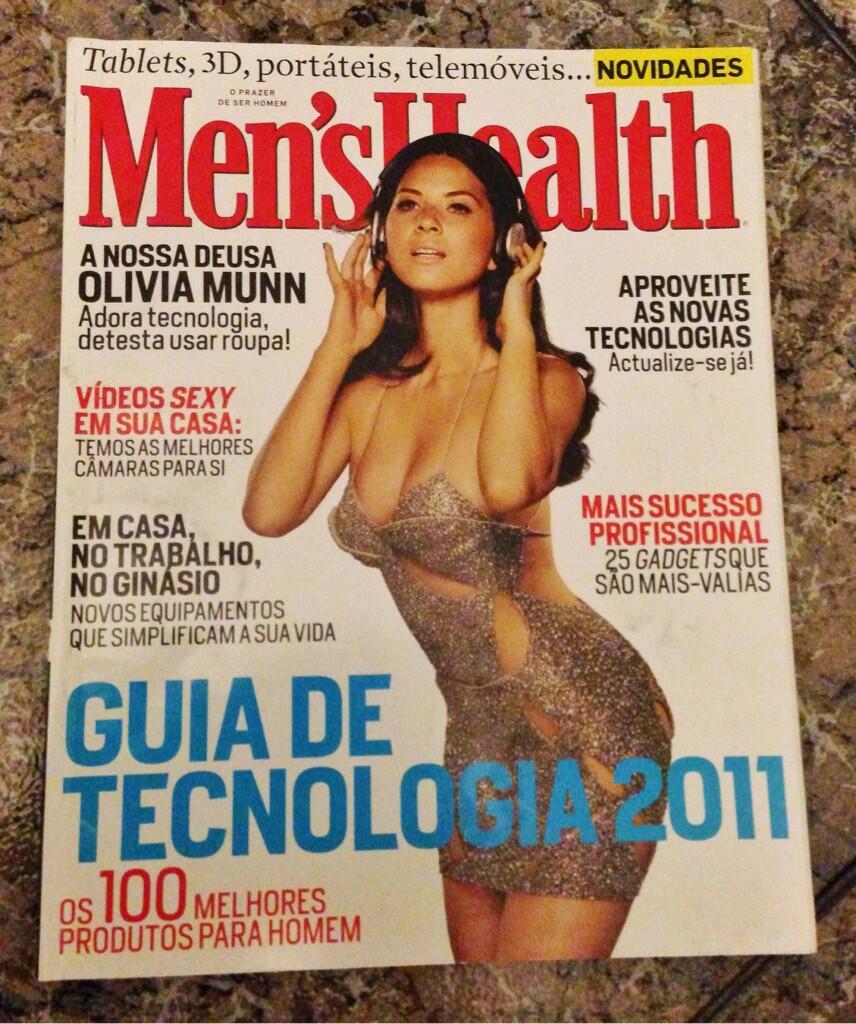 Tablets, 3D, portáteis, telemóveis... NOVIDADES
O PRAZER
DE SER HOMEM
Men'sHealth
A NOSSA DEUSA
OLIVIA MUNN
Adora tecnologia,
detesta usar roupa!
VÍDEOS SEXY
EM SUA CASA:
TEMOS AS MELHORES
CÂMARAS PARA SI
EM CASA,
NO TRABALHO,
NO GINÁSIO
NOVOS EQUIPAMENTOS
QUE SIMPLIFICAM A SUA VIDA
APROVEITE
AS NOVAS
TECNOLOGIAS
Actualize-se já!
MAIS SUCESSO
PROFISSIONAL
25 GADGETS QUE
SÃO MAIS-VALIAS
GUIA DE
TECNOLOGIA 2011
OS 100 MELHORES
PRODUTOS PARA HOMEM